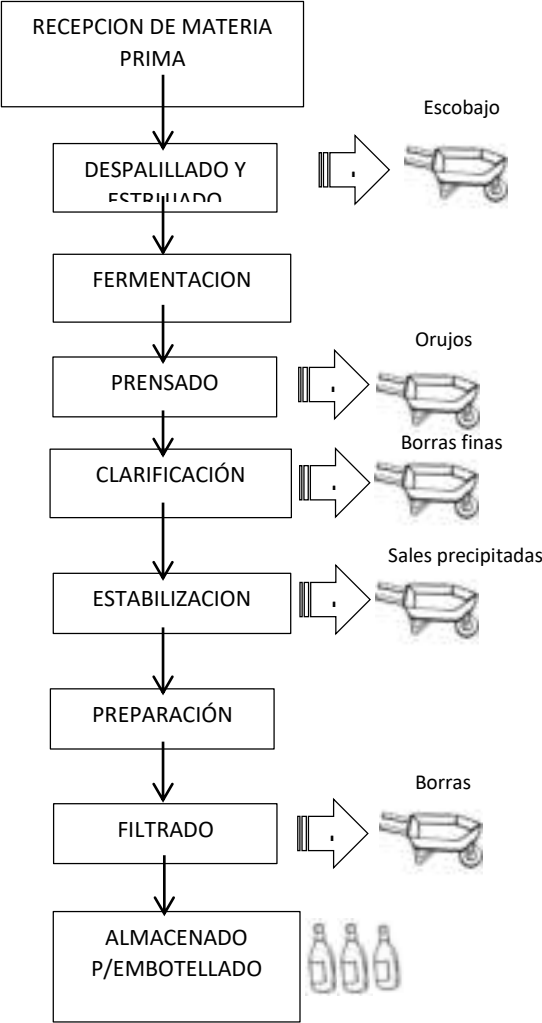 RECEPCION DE MATERIA
PRIMA
Escobajo
DESPALILLADO Y
ESTRUJADO
FERMENTACION
Orujos
PRENSADO
Borras finas
CLARIFICACIÓN
Sales precipitadas
ESTABILIZACION
PREPARACIÓN
Borras
FILTRADO
ALMACENADO
P/EMBOTELLADO